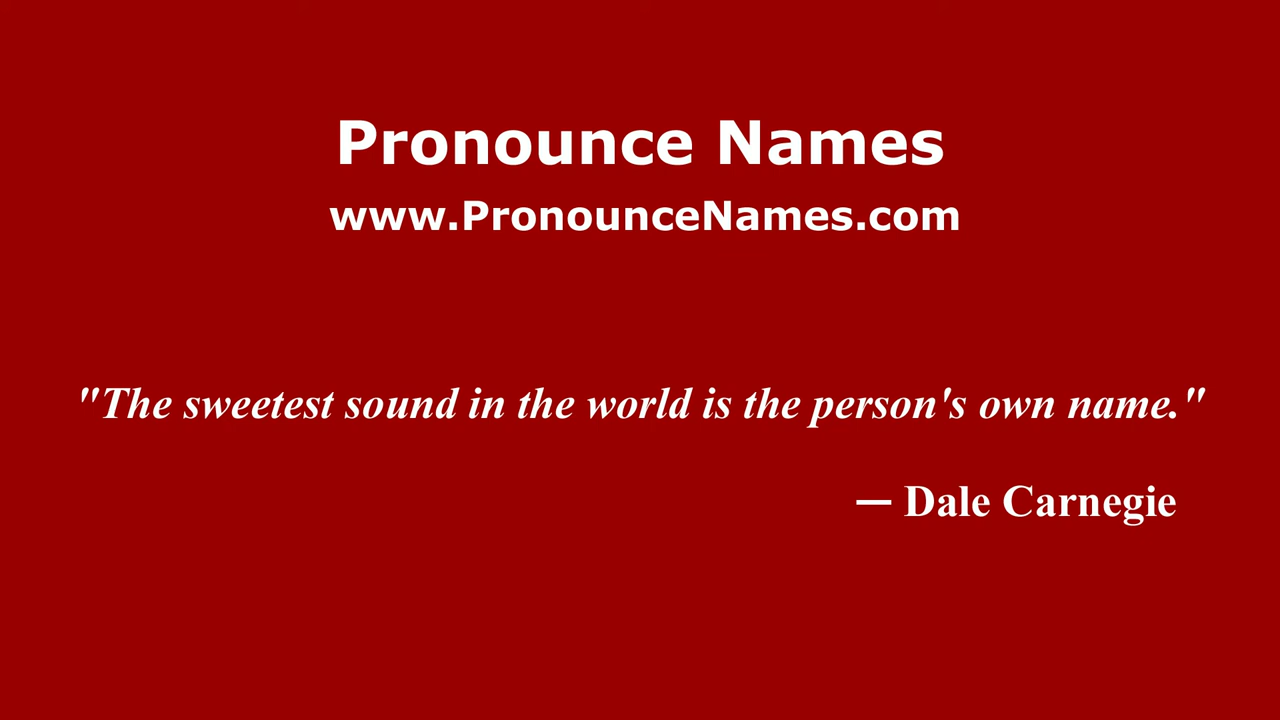 Pronounce Names
www.PronounceNames.com
"The sweetest sound in the world is the person's own name."
— Dale Carnegie